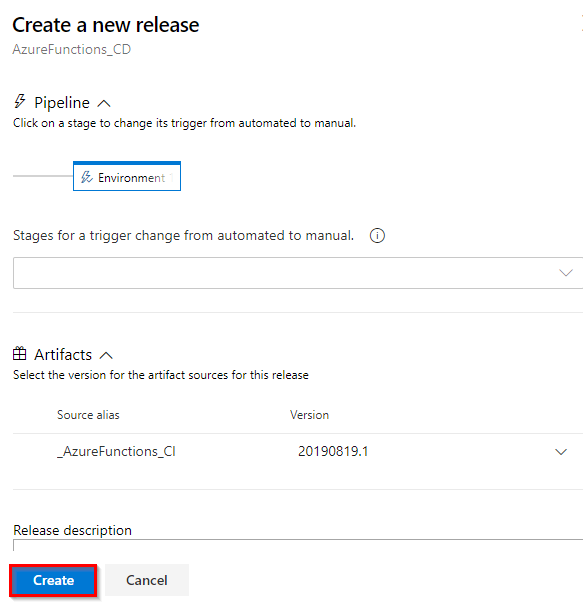 Create a new release
AzureFunctions_CD
Pipeline
Click on a stage to change its trigger from automated to manual.
Environment
Stages for a trigger change from automated to manual.
Artifacts
Select the version for the artifact sources for this release
Source alias Version
_AzureFunctions_CI 20190819.1
Release description
Create Cancel